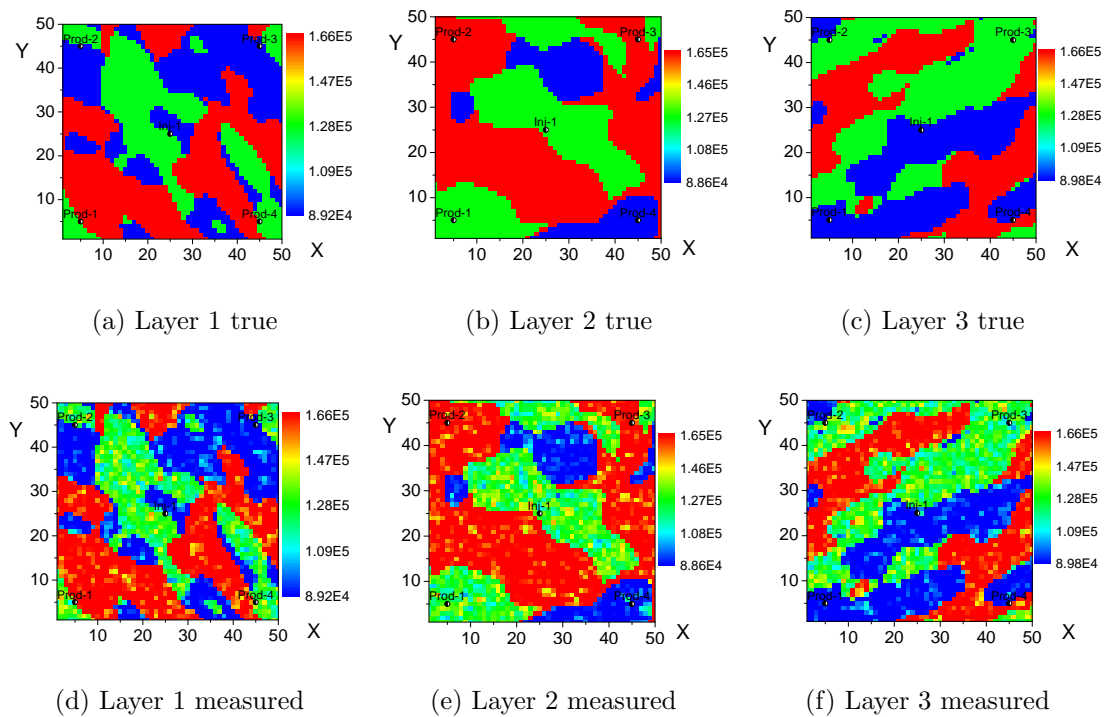 50
40
30
20
10
Y
Prod-2
Prod-3
Inj-1
Prod-1
Prod-4
10 20 30 40 50
X
1.66E5
1.47E5
1.28E5
1.09E5
8.92E4
(a) Layer 1 true
50
40
30
20
10
Y
Prod-2
Prod-3
Inj-1
Prod-1
Prod-4
10 20 30 40 50
X
1.65E5
1.46E5
1.27E5
1.08E5
8.86E4
(b) Layer 2 true
50
40
30
20
10
Y
Prod-2
Prod-3
Inj-1
Prod-1
Prod-4
10 20 30 40 50
X
1.66E5
1.47E5
1.28E5
1.09E5
8.98E4
(c) Layer 3 true
50
40
30
20
10
Y
Prod-2
Prod-3
Inj-1
Prod-1
Prod-4
10 20 30 40 50
X
1.66E5
1.47E5
1.28E5
1.09E5
8.92E4
(d) Layer 1 measured
50
40
30
20
10
Y
Prod-2
Prod-3
Inj-1
Prod-1
Prod-4
10 20 30 40 50
X
1.65E5
1.46E5
1.27E5
1.08E5
8.86E4
(e) Layer 2 measured
50
40
30
20
10
Y
Prod-2
Prod-3
Inj-1
Prod-1
Prod-4
10 20 30 40 50
X
1.66E5
1.47E5
1.28E5
1.09E5
8.98E4
(f) Layer 3 measured